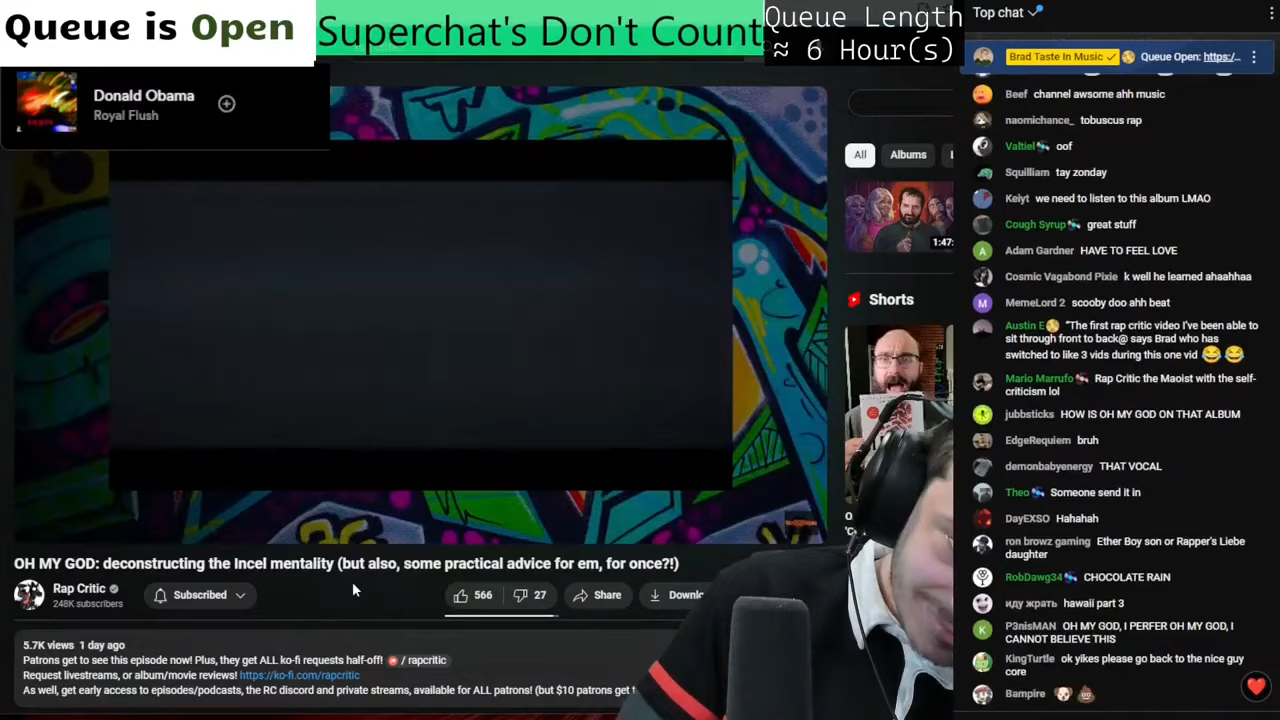 Queue is Open
Superchat's Don't Count
Queue Length
≈ 6 Hour(s)
Donald Obama
Royal Flush
All
Albums
1:47:
Shorts
OH MY GOD: deconstructing the Incel mentality (but also, some practical advice for em, for once?!)
Rap Critic
248K subscribers
Subscribed
566
27
Share
Downlo
5.7K views 1 day ago
Patrons get to see this episode now! Plus, they get ALL ko-fi requests half-off! / rapcritic
Request livestreams, or album/movie reviews! https://ko-fi.com/rapcritic
As well, get early access to episodes/podcasts, the RC discord and private streams, available for ALL patrons! (but $10 patrons get t
Top chat
Brad Taste In Music Queue Open: https:/...
Beef channel awsome ahh music
naomichance_ tobuscus rap
Valtiel oof
Squilliam tay zonday
Keiyt we need to listen to this album LMAO
Cough Syrup great stuff
Adam Gardner HAVE TO FEEL LOVE
Cosmic Vagabond Pixie k well he learned ahaahhaa
MemeLord 2 scooby doo ahh beat
Austin E “The first rap critic video I’ve been able to
sit through front to back@ says Brad who has
switched to like 3 vids during this one vid 😂 😂
Mario Marrufo Rap Critic the Maoist with the self-
criticism lol
jubbsticks HOW IS OH MY GOD ON THAT ALBUM
EdgeRequiem bruh
demonbabyenergy THAT VOCAL
Theo Someone send it in
DayEXSO Hahahah
ron browz gaming Ether Boy son or Rapper's Liebe
daughter
RobDawg34 CHOCOLATE RAIN
иду жрать hawaii part 3
P3nisMAN OH MY GOD, I PERFER OH MY GOD, I
CANNOT BELIEVE THIS
KingTurtle ok yikes please go back to the nice guy
core
Bampire 🐶 💩